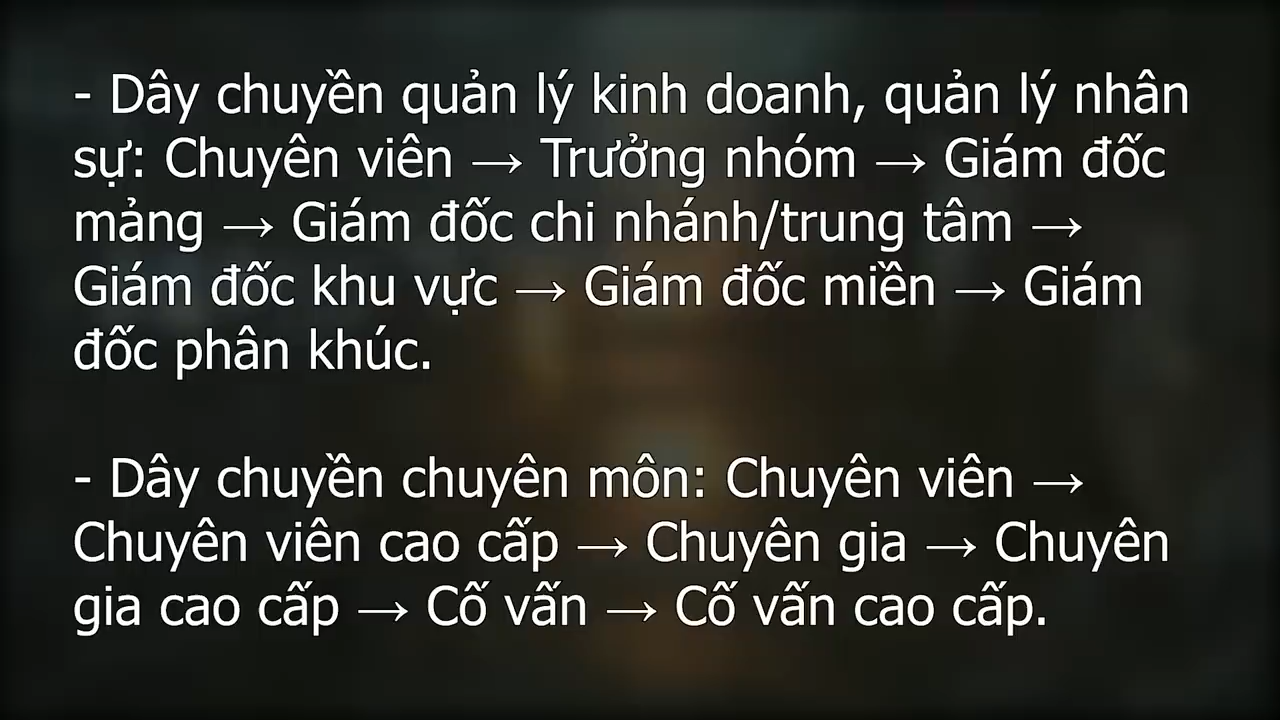 - Dây chuyền quản lý kinh doanh, quản lý nhân
sự: Chuyên viên → Trưởng nhóm → Giám đốc
mảng → Giám đốc chi nhánh/trung tâm →
Giám đốc khu vực → Giám đốc miền → Giám
đốc phân khúc.
- Dây chuyền chuyên môn: Chuyên viên →
Chuyên viên cao cấp → Chuyên gia → Chuyên
gia cao cấp → Cố vấn → Cố vấn cao cấp.